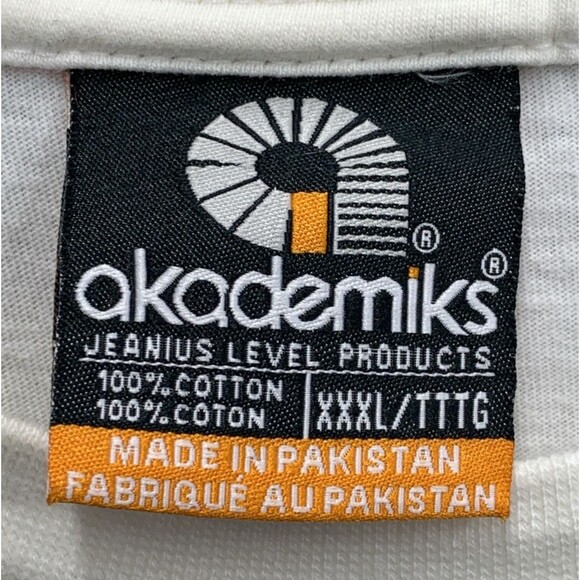 ®
akademiks®
JEANIUS LEVEL PRODUCTS
100% COTTON
100% COTON
XXXL/TTTG
MADE IN PAKISTAN
FABRIQUÉ AU PAKISTAN